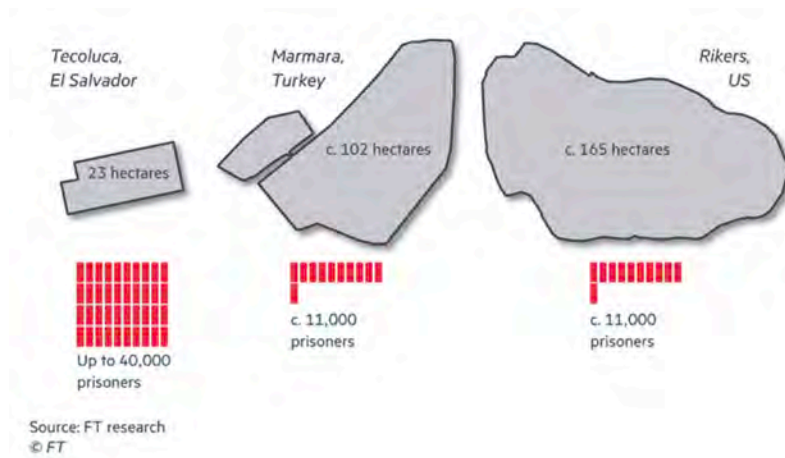 Tecoluca,
El Salvador
Marmara,
Turkey
Rikers,
US
23 hectares
c. 102 hectares
c. 165 hectares
Up to 40,000
prisoners
c. 11,000
prisoners
c. 11,000
prisoners
Source: FT research
© FT